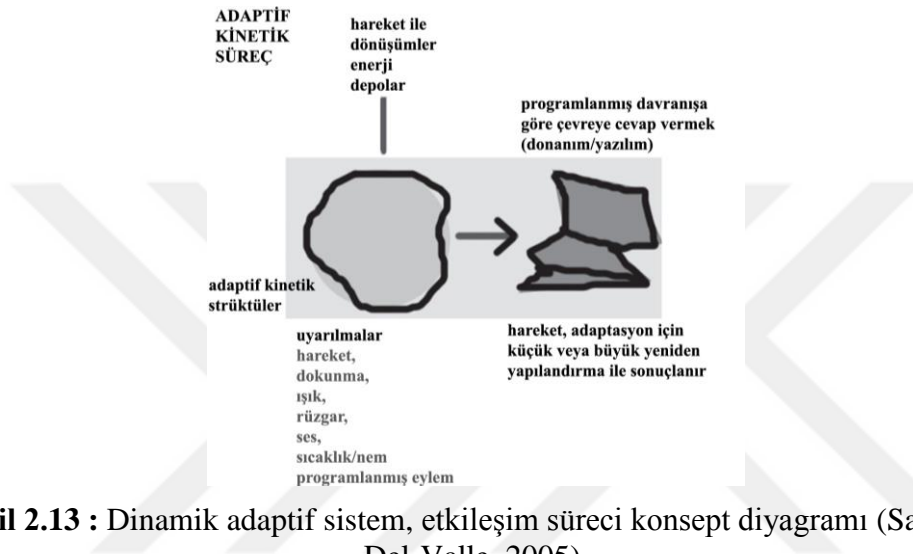 ADAPTİF
KİNETİK
SÜREÇ
hareket ile
dönüşümler
enerji
depolar
programlanmış davranışa
göre çevreye cevap vermek
(donanım/yazılım)
adaptif kinetik
strüktüler
uyarılmalar
hareket,
dokunma,
ışık,
rüzgar,
ses,
sıcaklık/nem
programlanmış eylem
hareket, adaptasyon için
küçük veya büyük yeniden
yapılandırma ile sonuçlanır
il 2.13 : Dinamik adaptif sistem, etkileşim süreci konsept diyagramı (Sa
Del-Valle, 2005)